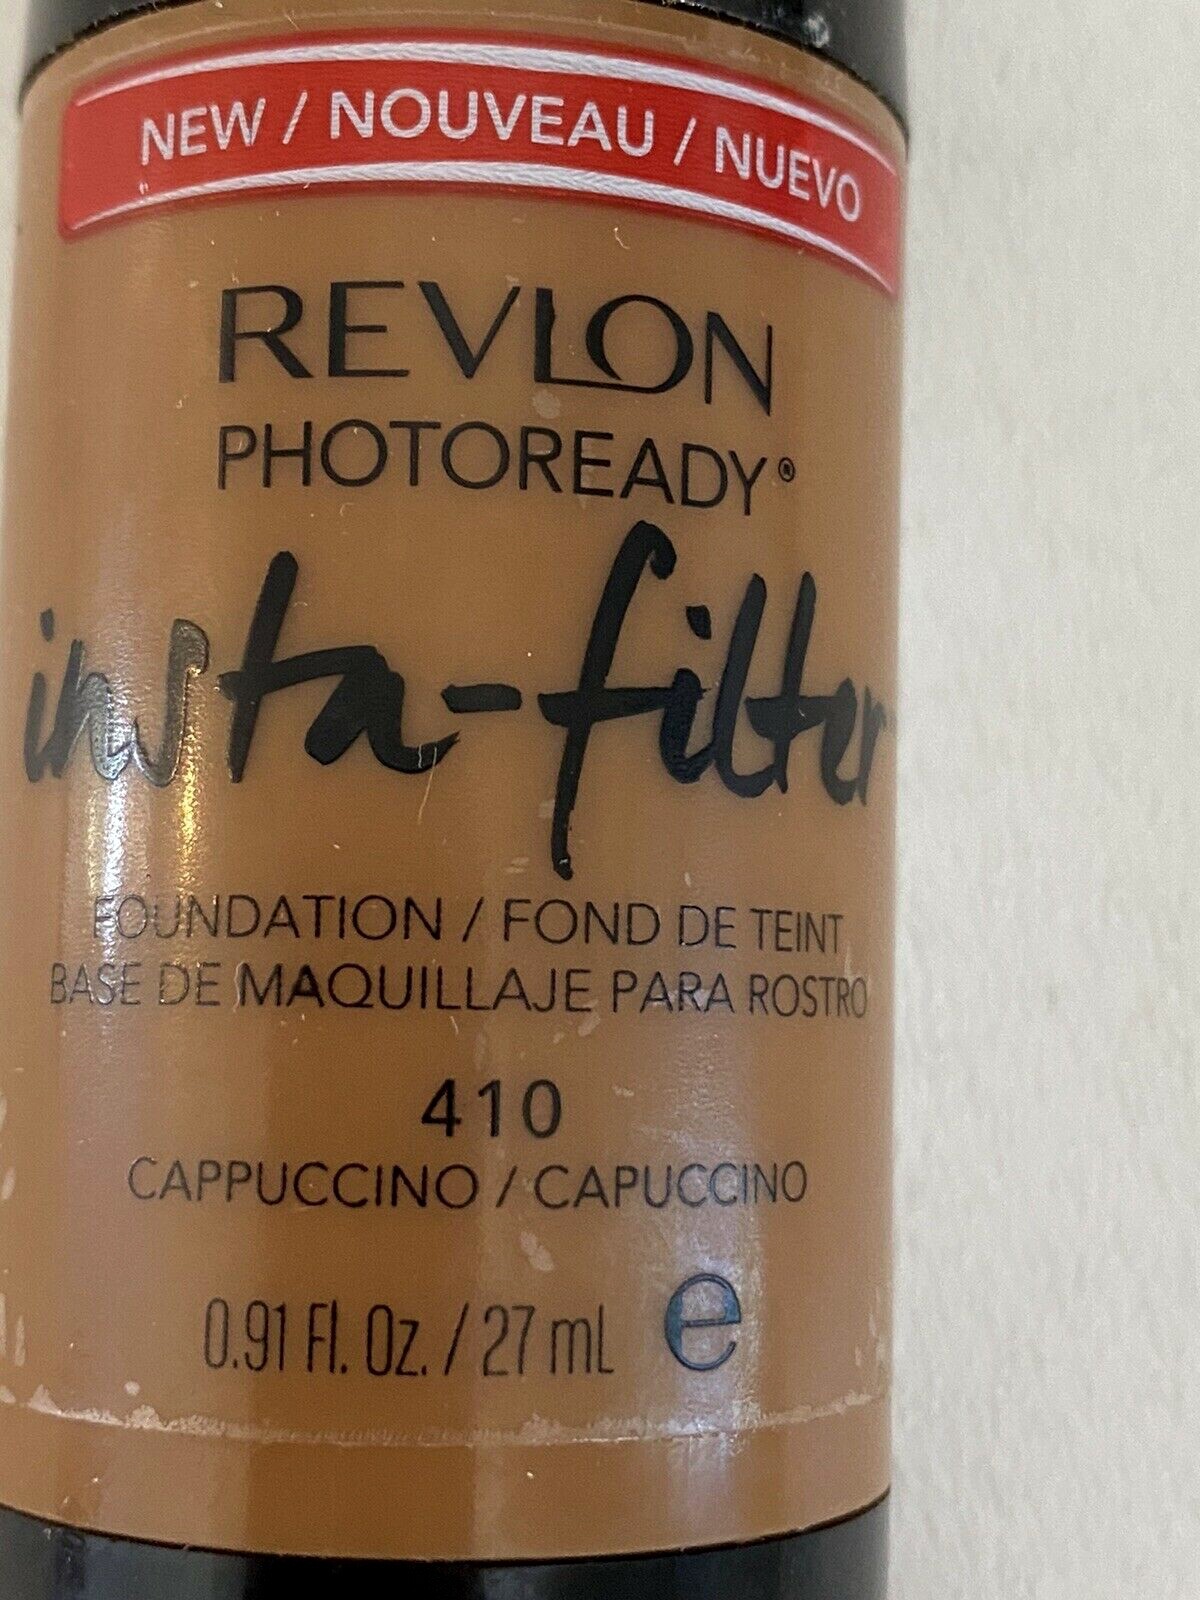 NEW / NOUVEAU / NUEVO
REVLON
PHOTOREADY®
insta-filter
FOUNDATION / FOND DE TEINT
BASE DE MAQUILLAJE PARA ROSTRO
410
CAPPUCCINO / CAPUCCINO
0.91 Fl. Oz. / 27 mL ℮